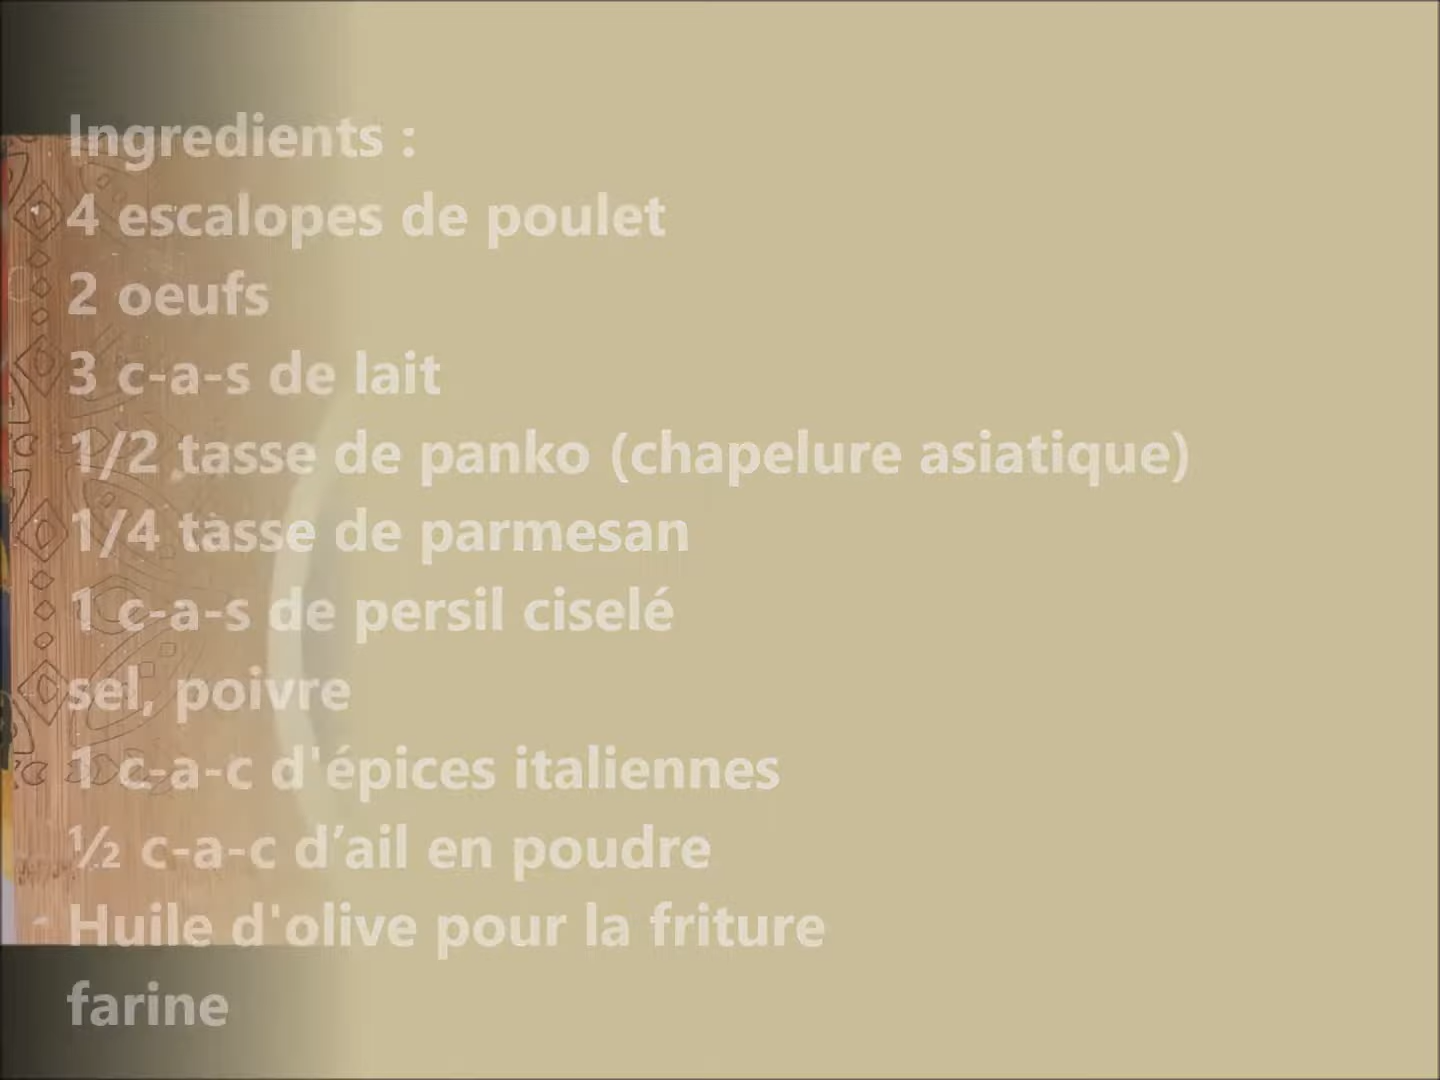 Ingredients :
4 escalopes de poulet
2 oeufs
3 c-a-s de lait
1/2 tasse de panko (chapelure asiatique)
1/4 tasse de parmesan
1 c-a-s de persil ciselé
sel, poivre
1 c-a-c d'épices italiennes
½ c-a-c d’ail en poudre
Huile d'olive pour la friture
farine